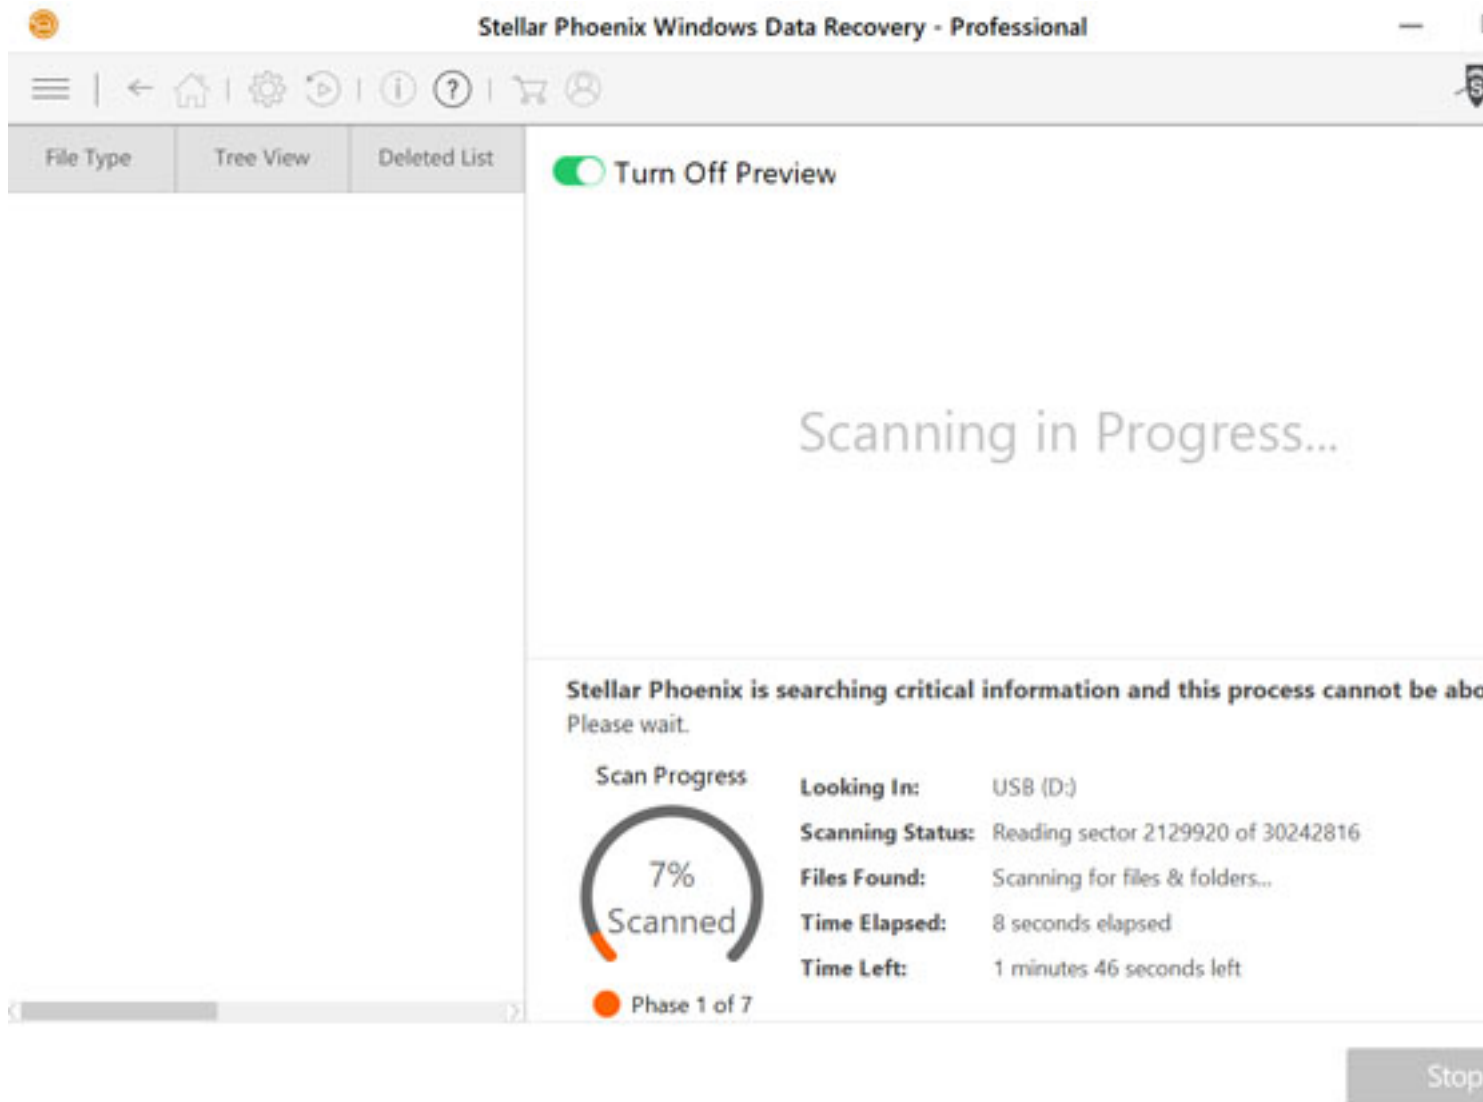 Stellar Phoenix Windows Data Recovery - Professional
File Type
Tree View
Deleted List
Turn Off Preview
Scanning in Progress...
Stellar Phoenix is searching critical information and this process cannot be abo
Please wait.
Scan Progress
7%
Scanned
Phase 1 of 7
Looking In: USB (D:)
Scanning Status: Reading sector 2129920 of 30242816
Files Found: Scanning for files & folders...
Time Elapsed: 8 seconds elapsed
Time Left: 1 minutes 46 seconds left
Stop